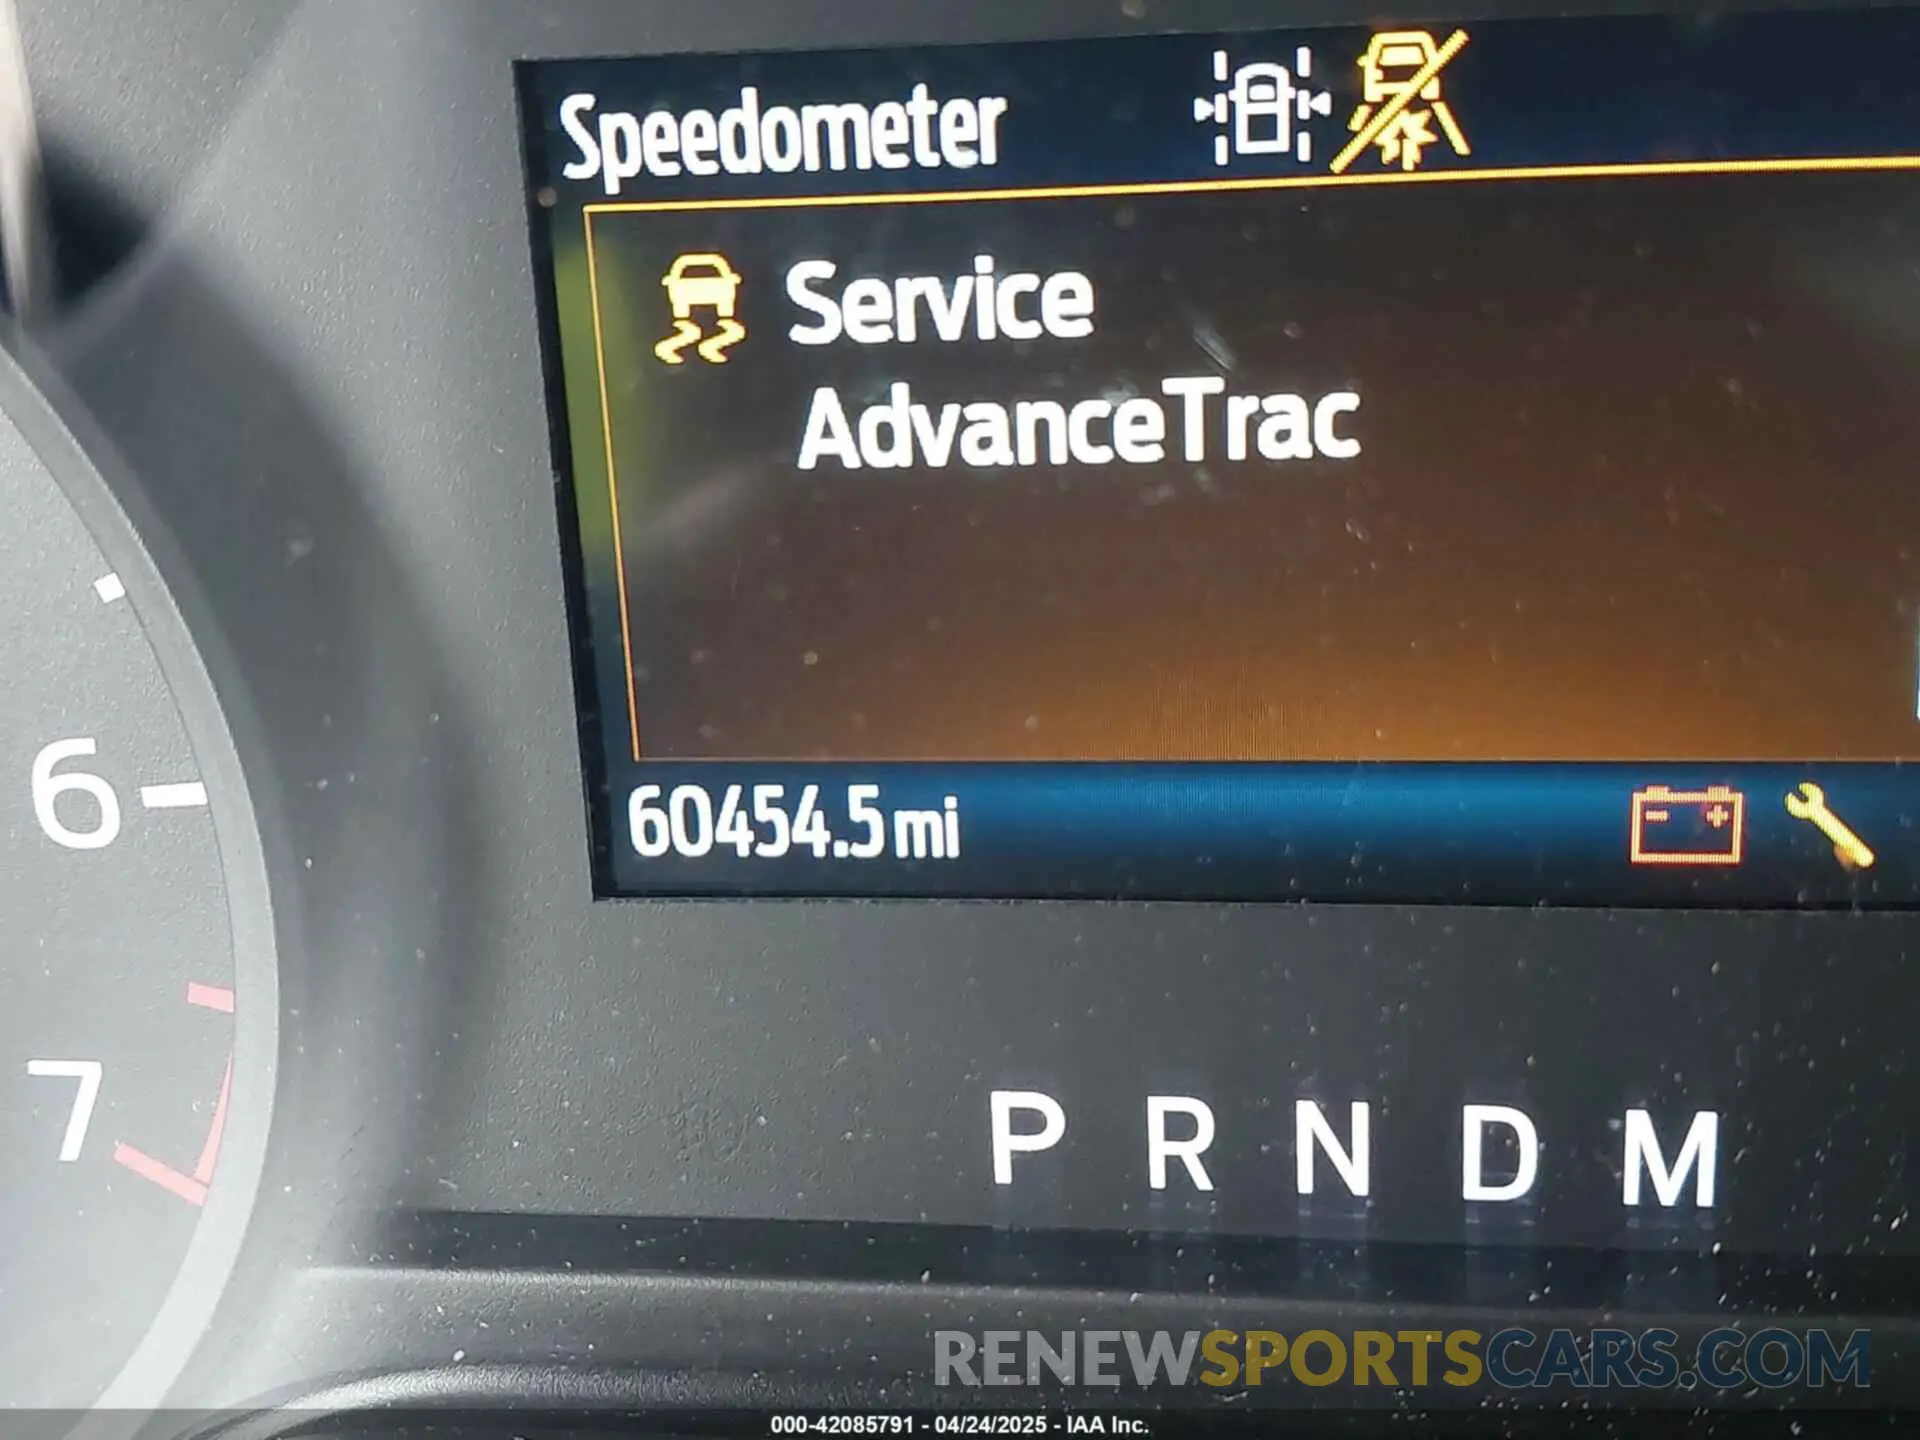 Speedometer
Service
AdvanceTrac
60454.5 mi
6
7
P R N D M
RENEWSPORTSCARS.COM
000-42085791 - 04/24/2025 - IAA Inc.